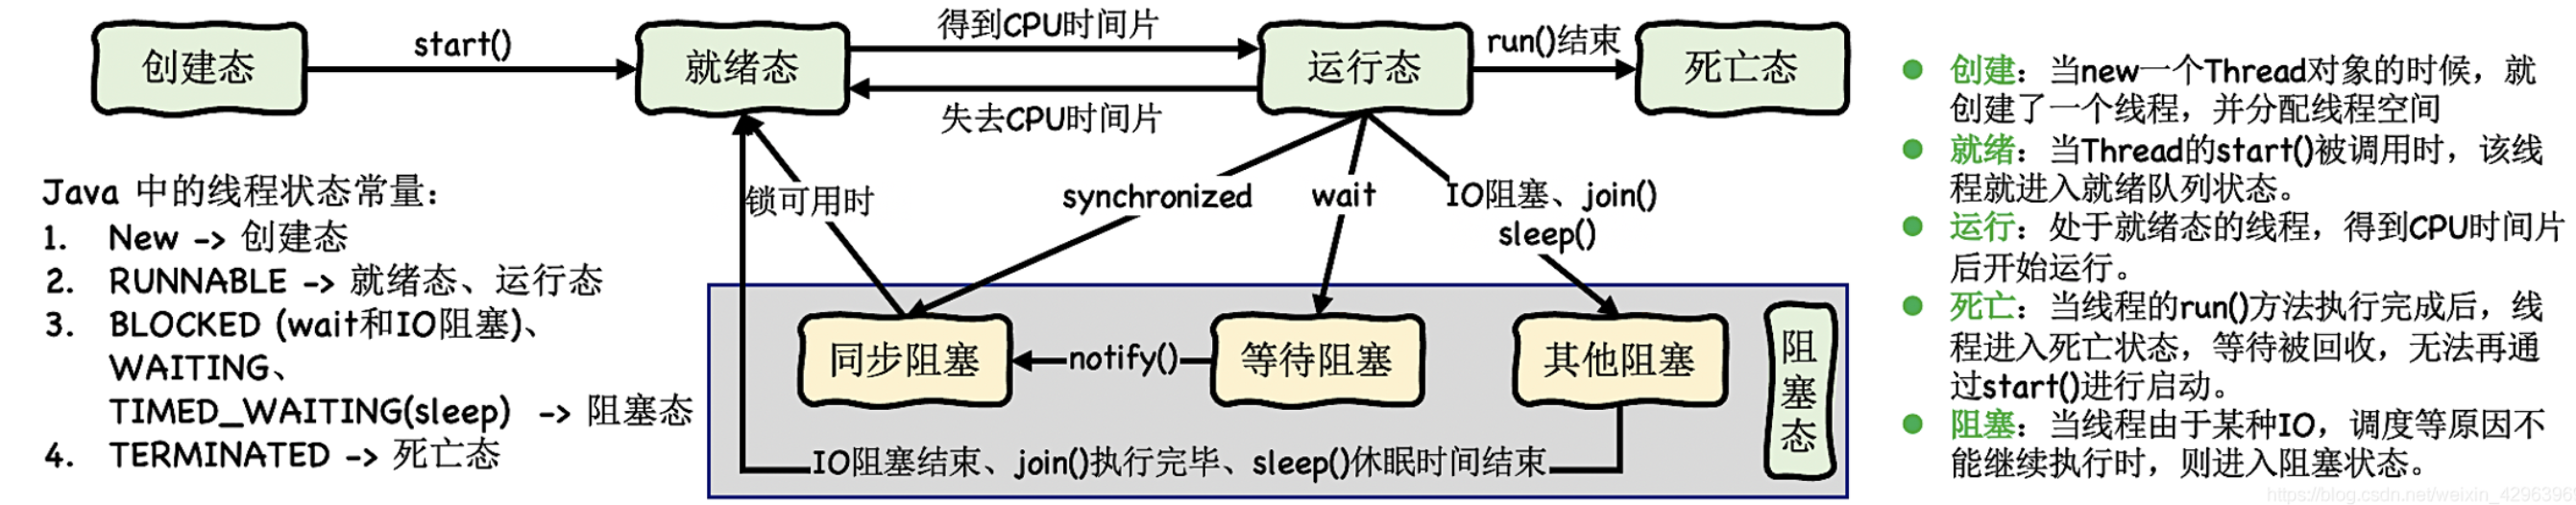 创建态
start()
就绪态
得到CPU时间片
失去CPU时间片
运行态
run()结束
死亡态
锁可用时
synchronized
wait
IO阻塞、join()
sleep()
同步阻塞
notify()
等待阻塞
其他阻塞
阻塞态
IO阻塞结束、join()执行完毕、sleep()休眠时间结束
Java 中的线程状态常量：
1. New -> 创建态
2. RUNNABLE -> 就绪态、运行态
3. BLOCKED (wait和IO阻塞)、
WAITING、
TIMED_WAITING(sleep) -> 阻塞态
4. TERMINATED -> 死亡态
创建：当new一个Thread对象的时候，就
创建了一个线程，并分配线程空间
就绪：当Thread的start()被调用时，该线
程就进入就绪队列状态。
运行：处于就绪态的线程，得到CPU时间片
后开始运行。
死亡：当线程的run()方法执行完成后，线
程进入死亡状态，等待被回收，无法再通
过start()进行启动。
阻塞：当线程由于某种IO，调度等原因不
能继续执行时，则进入阻塞状态。